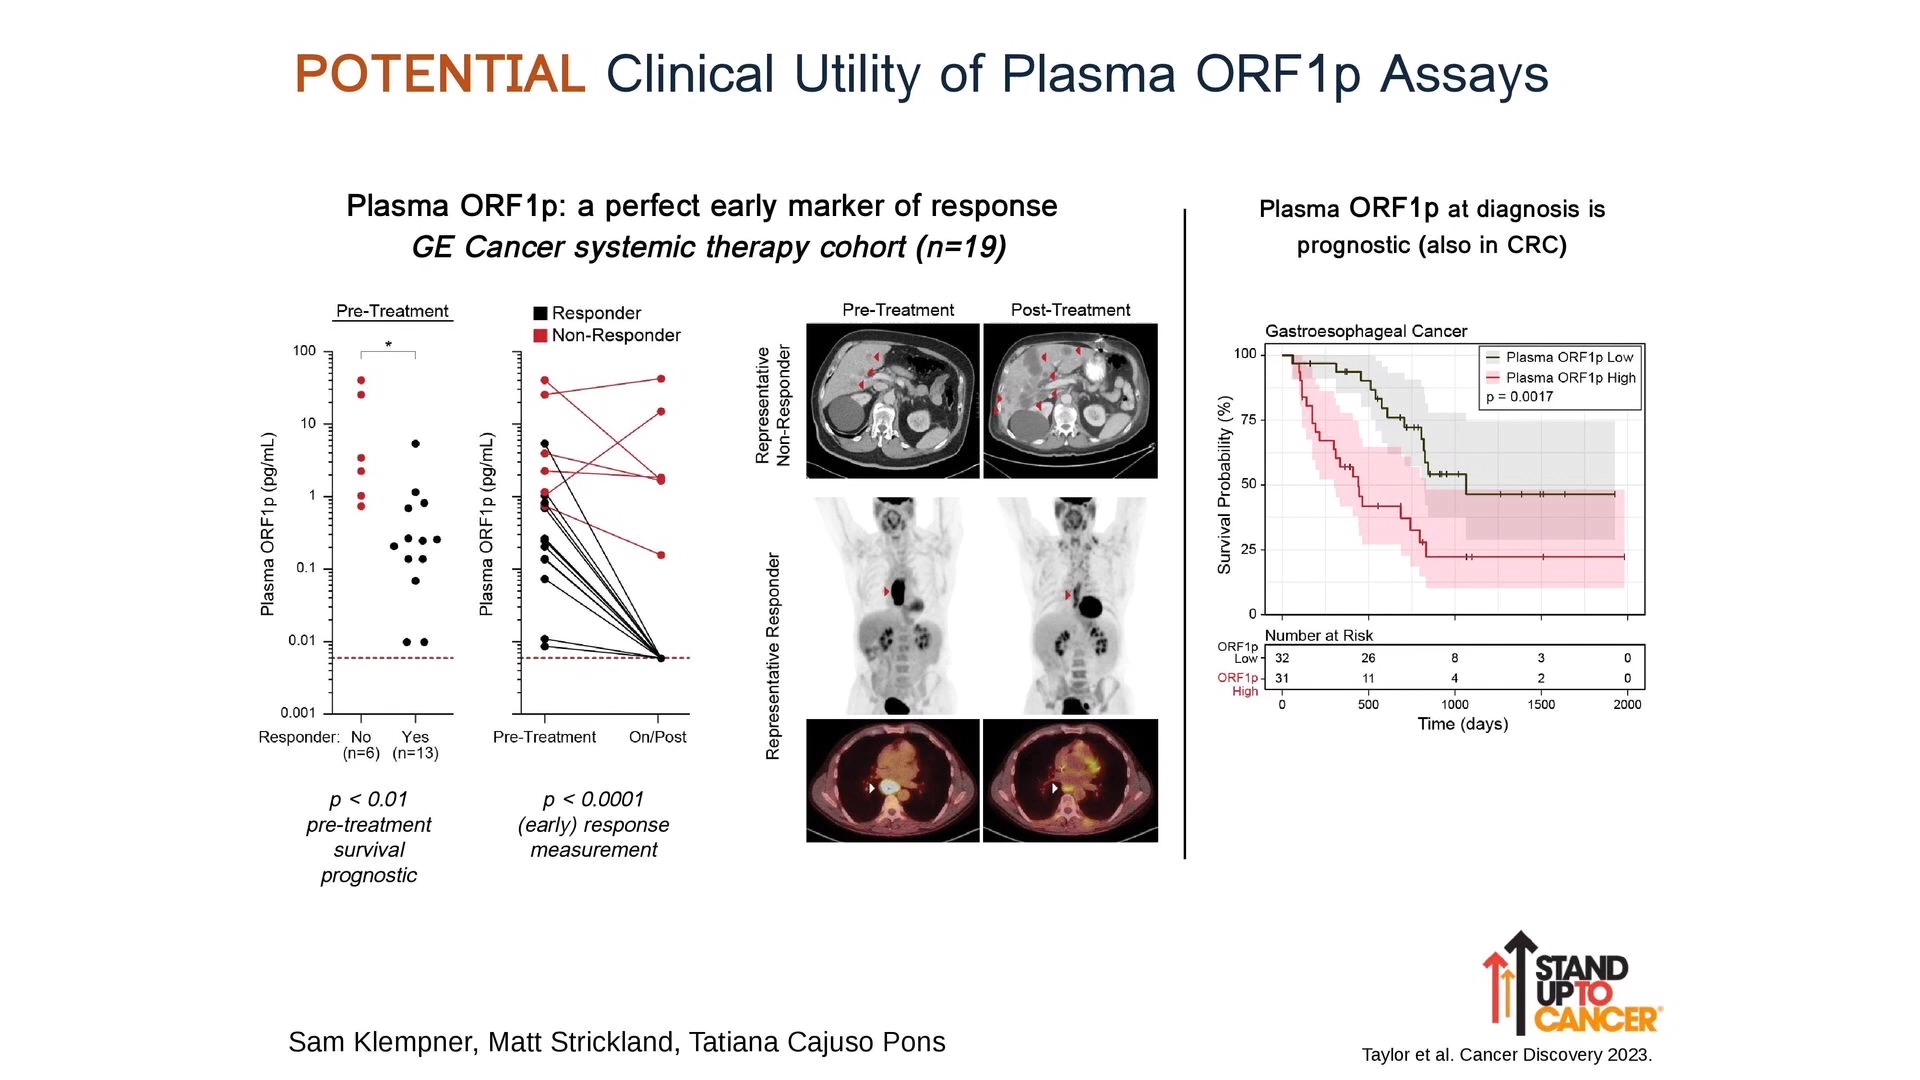 POTENTIAL Clinical Utility of Plasma ORF1p Assays
Plasma ORF1p: a perfect early marker of response
GE Cancer systemic therapy cohort (n=19)
Pre-Treatment
*
100
10
1
0.1
0.01
0.001
Plasma ORF1p (pg/mL)
Responder: No Yes
(n=6) (n=13)
p < 0.01
pre-treatment
survival
prognostic
Responder
Non-Responder
Plasma ORF1p (pg/mL)
Pre-Treatment On/Post
p < 0.0001
(early) response
measurement
Pre-Treatment Post-Treatment
Representative
Non-Responder
Representative Responder
Plasma ORF1p at diagnosis is
prognostic (also in CRC)
Gastroesophageal Cancer
Plasma ORF1p Low
Plasma ORF1p High
p = 0.0017
100
75
50
25
0
Survival Probability (%)
Number at Risk
ORF1p
Low 32 26 8 3 0
ORF1p
High 31 11 4 2 0
0 500 1000 1500 2000
Time (days)
STAND
UP TO
CANCER®
Sam Klempner, Matt Strickland, Tatiana Cajuso Pons
Taylor et al. Cancer Discovery 2023.